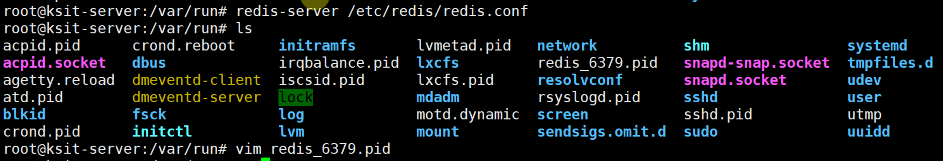 root@ksit-server:/var/run# redis-server /etc/redis/redis.conf
root@ksit-server:/var/run# ls
acpid.pid crond.reboot initramfs lvmetad.pid network shm systemd
acpid.socket dbus irqbalance.pid lxcfs redis_6379.pid snapd-snap.socket tmpfiles.d
agetty.reload dmeventd-client iscsid.pid lxcfs.pid resolvconf snapd.socket udev
atd.pid dmeventd-server lock mdadm rsyslogd.pid sshd user
blkid fsck log motd.dynamic screen sshd.pid utmp
crond.pid initctl lvm mount sendsigs.omit.d sudo uuidd
root@ksit-server:/var/run# vim redis_6379.pid